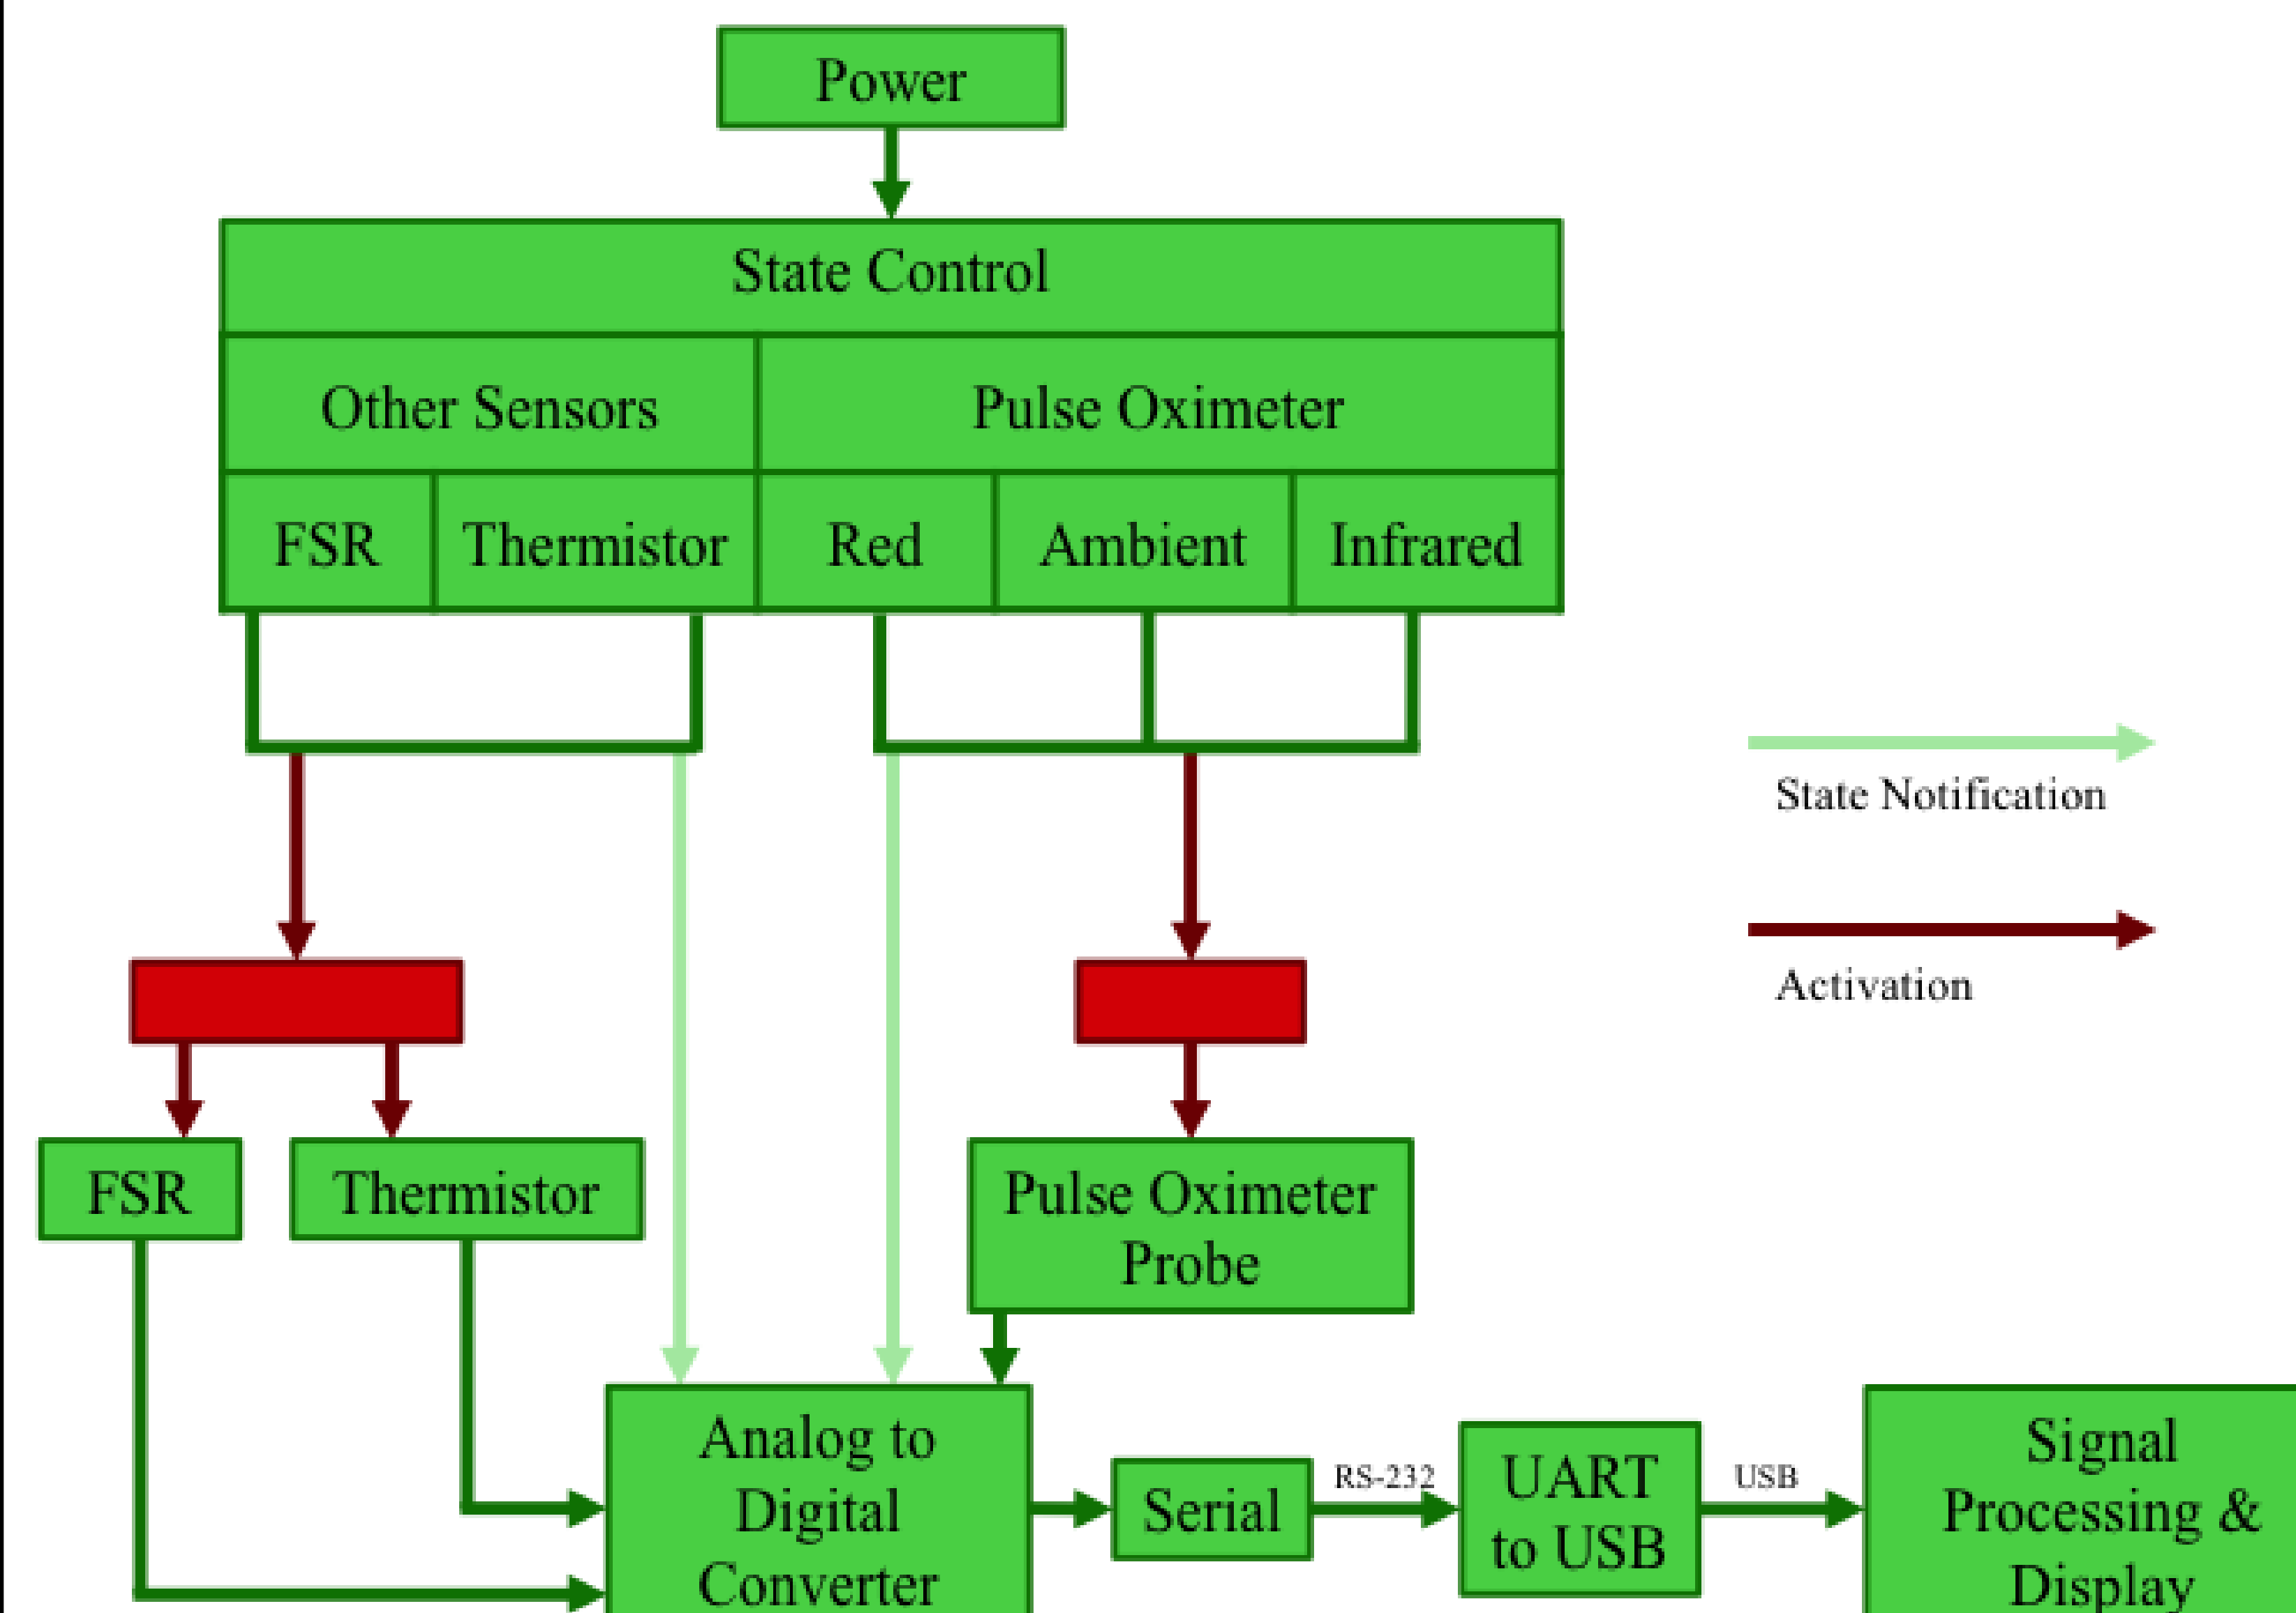 Power
State Control
Other Sensors
Pulse Oximeter
FSR
Thermistor
Red
Ambient
Infrared
State Notification
Activation
FSR
Thermistor
Pulse Oximeter
Probe
Analog to
Digital
Converter
Serial
RS-232
UART
to USB
USB
Signal
Processing &
Display